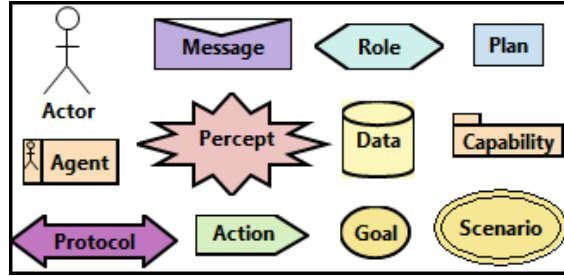 Message
Role
Plan
Actor
Percept
Data
Agent
Capability
Protocol
Action
Goal
Scenario